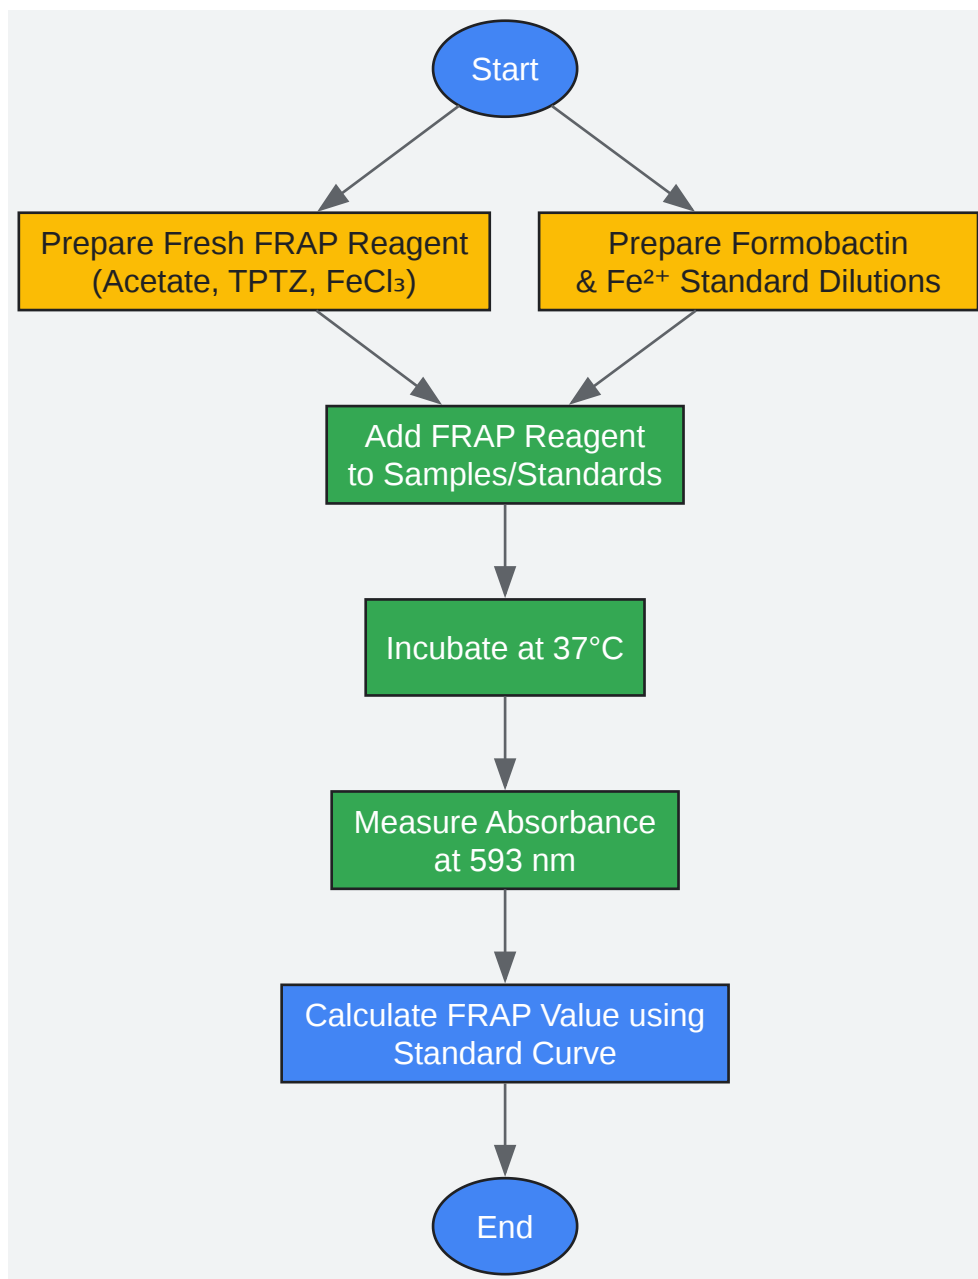 Start
Prepare Fresh FRAP Reagent
(Acetate, TPTZ, FeCl₃)
Prepare Formobactin
& Fe²⁺ Standard Dilutions
Add FRAP Reagent
to Samples/Standards
Incubate at 37°C
Measure Absorbance
at 593 nm
Calculate FRAP Value using
Standard Curve
End